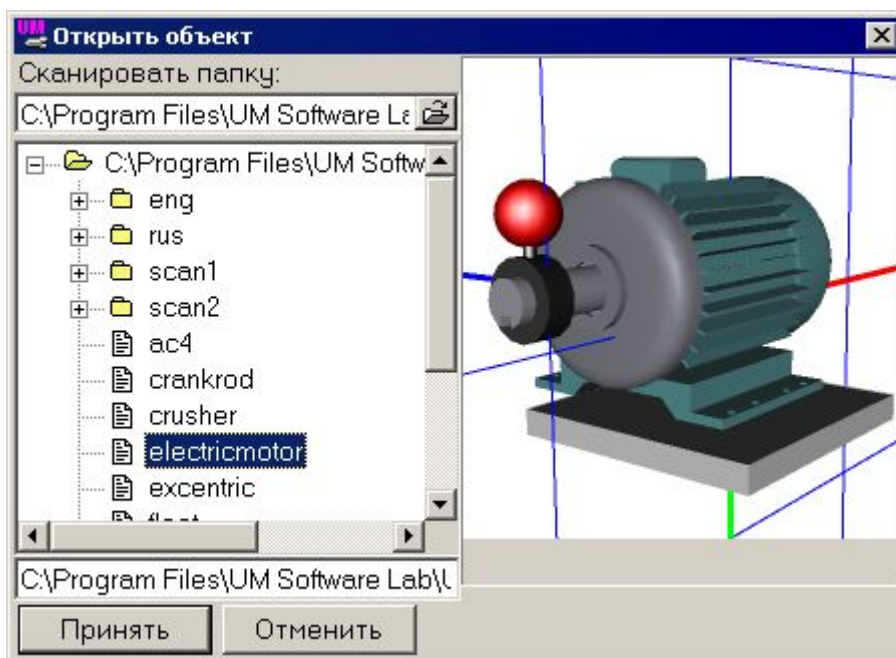 UM Открыть объект
Сканировать папку:
C:\Program Files\UM Software La
C:\Program Files\UM Softw
eng
rus
scan1
scan2
ac4
crankrod
crusher
electricmotor
excentric
C:\Program Files\UM Software Lab\
Принять Отменить